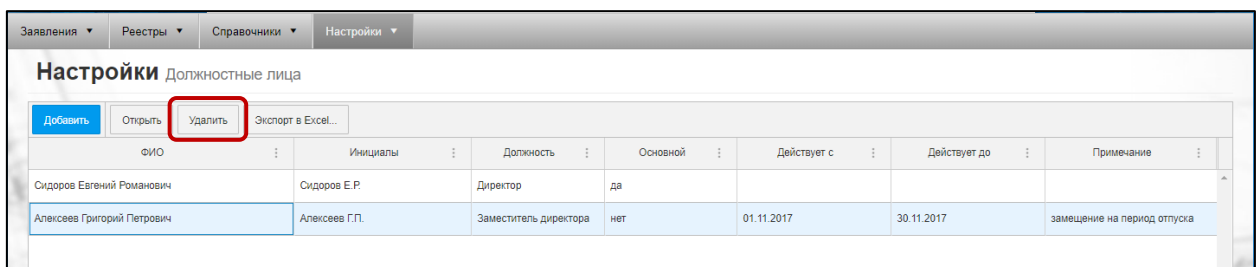 Заявления ▼ Реестры ▼ Справочники ▼ Настройки ▼
Настройки Должностные лица
Добавить Открыть Удалить Экспорт в Excel...
ФИО Инициалы Должность Основной Действует с Действует до Примечание
Сидоров Евгений Романович Сидоров Е.Р. Директор да
Алексеев Григорий Петрович Алексеев Г.П. Заместитель директора нет 01.11.2017 30.11.2017 замещение на период отпуска